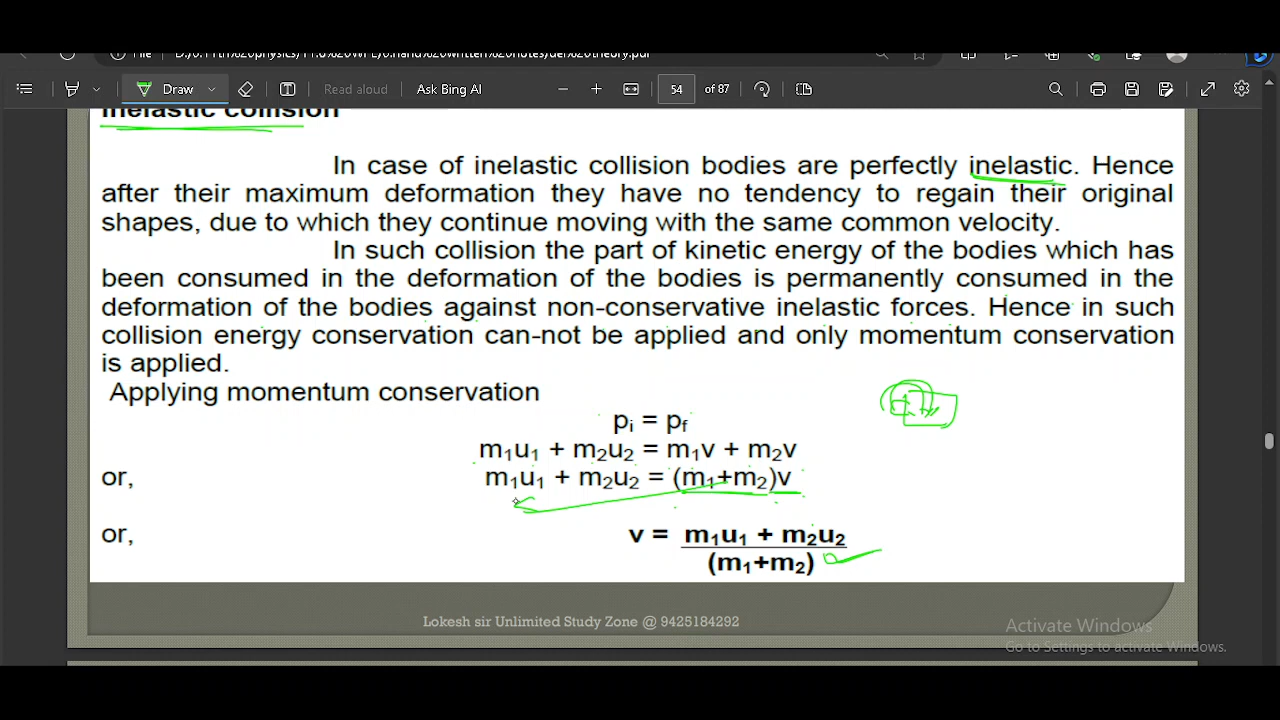 File D:/0.11th%20physics/
Draw Read aloud Ask Bing AI 54 of 87
Inelastic collision
In case of inelastic collision bodies are perfectly inelastic. Hence
after their maximum deformation they have no tendency to regain their original
shapes, due to which they continue moving with the same common velocity.
In such collision the part of kinetic energy of the bodies which has
been consumed in the deformation of the bodies is permanently consumed in the
deformation of the bodies against non-conservative inelastic forces. Hence in such
collision energy conservation can-not be applied and only momentum conservation
is applied.
Applying momentum conservation
pᵢ = p_f
m₁u₁ + m₂u₂ = m₁v + m₂v
or, m₁u₁ + m₂u₂ = (m₁+m₂)v
or, v = m₁u₁ + m₂u₂
(m₁+m₂)
Lokesh sir Unlimited Study Zone @ 9425184292
Activate Windows
Go to Settings to activate Windows.